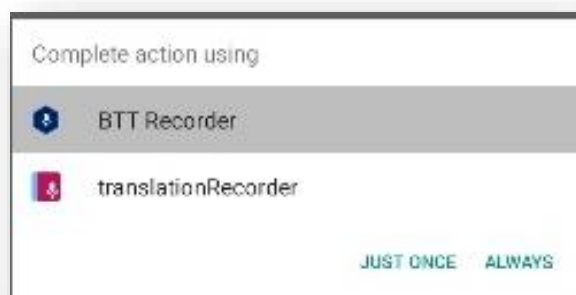 Complete action using
BTT Recorder
translationRecorder
JUST ONCE ALWAYS